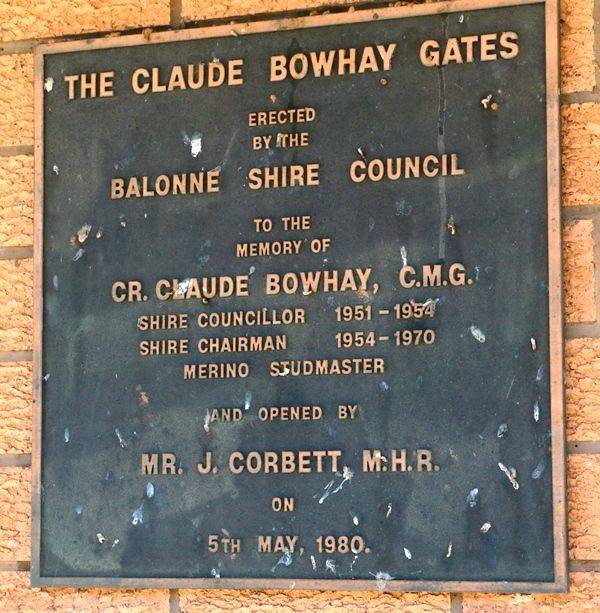 THE CLAUDE BOWHAY GATES
ERECTED
BY THE
BALONNE SHIRE COUNCIL
TO THE
MEMORY OF
CR. CLAUDE BOWHAY, C.M.G.
SHIRE COUNCILLOR 1951 - 1954
SHIRE CHAIRMAN 1954 - 1970
MERINO STUDMASTER
AND OPENED BY
MR. J. CORBETT M.H.R.
ON
5TH MAY, 1980.